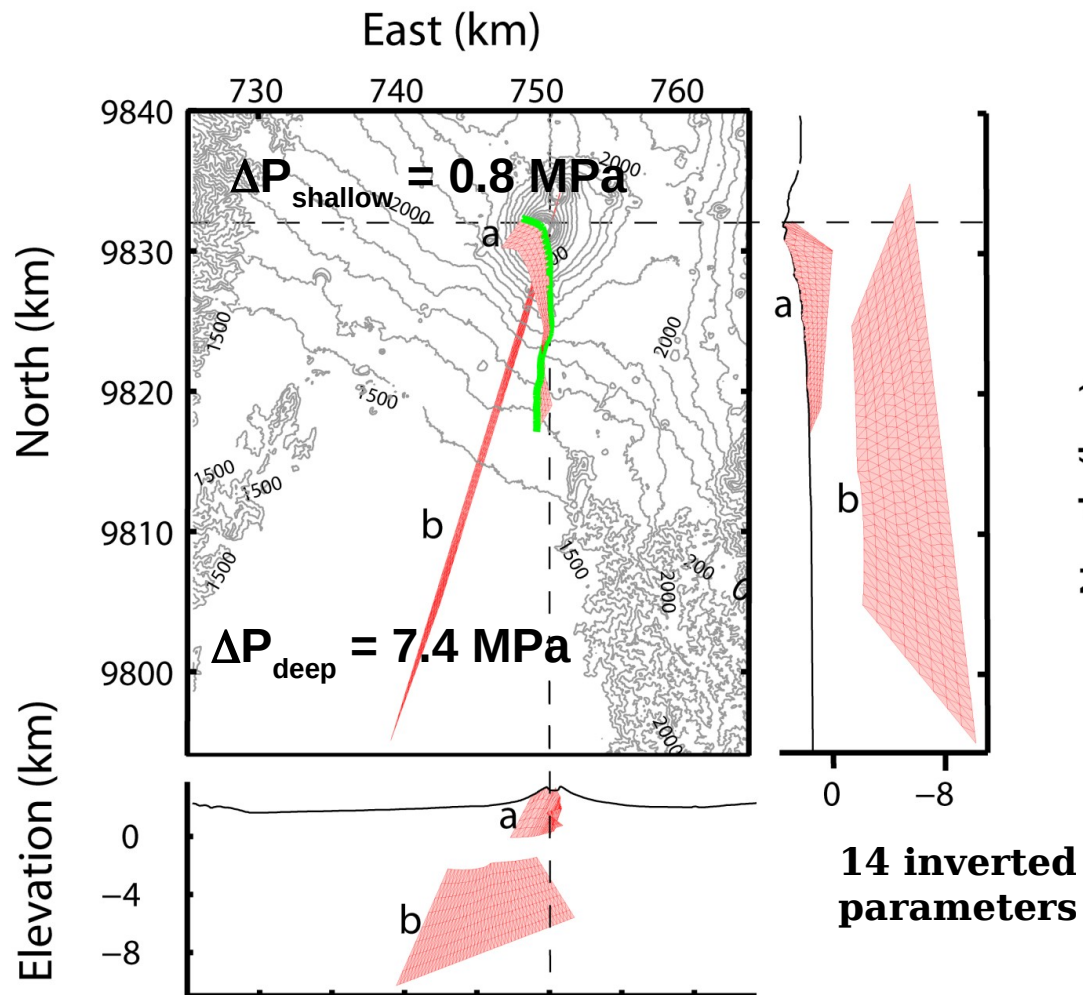 East (km)
730 740 750 760
9840
9830
9820
9810
9800
North (km)
ΔPshallow = 0.8 MPa
ΔPdeep = 7.4 MPa
a
b
2000
2000
1500
2000
1500
1500
1500
1500
1500
2000
2000
a
b
0 −8
Elevation (km)
0
−4
−8
a
b
14 inverted
parameters